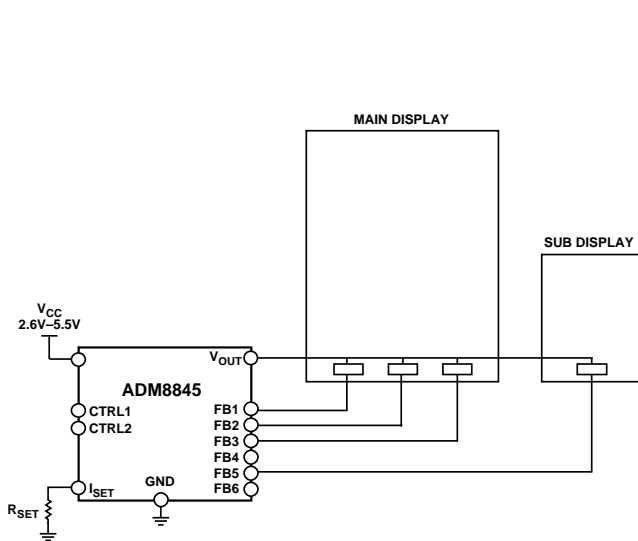 MAIN DISPLAY
SUB DISPLAY
VCC
2.6V–5.5V
VOUT
ADM8845
CTRL1
CTRL2
FB1
FB2
FB3
FB4
FB5
FB6
ISET
GND
RSET